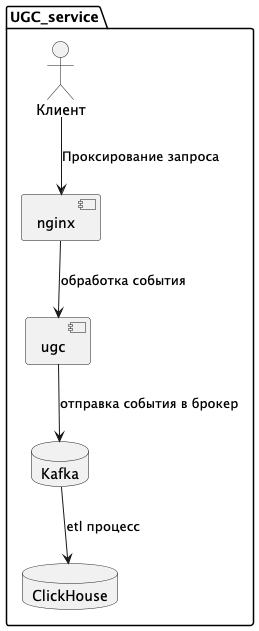 UGC_service
Клиент
Проксирование запроса
nginx
обработка события
ugc
отправка события в брокер
Kafka
etl процесс
ClickHouse